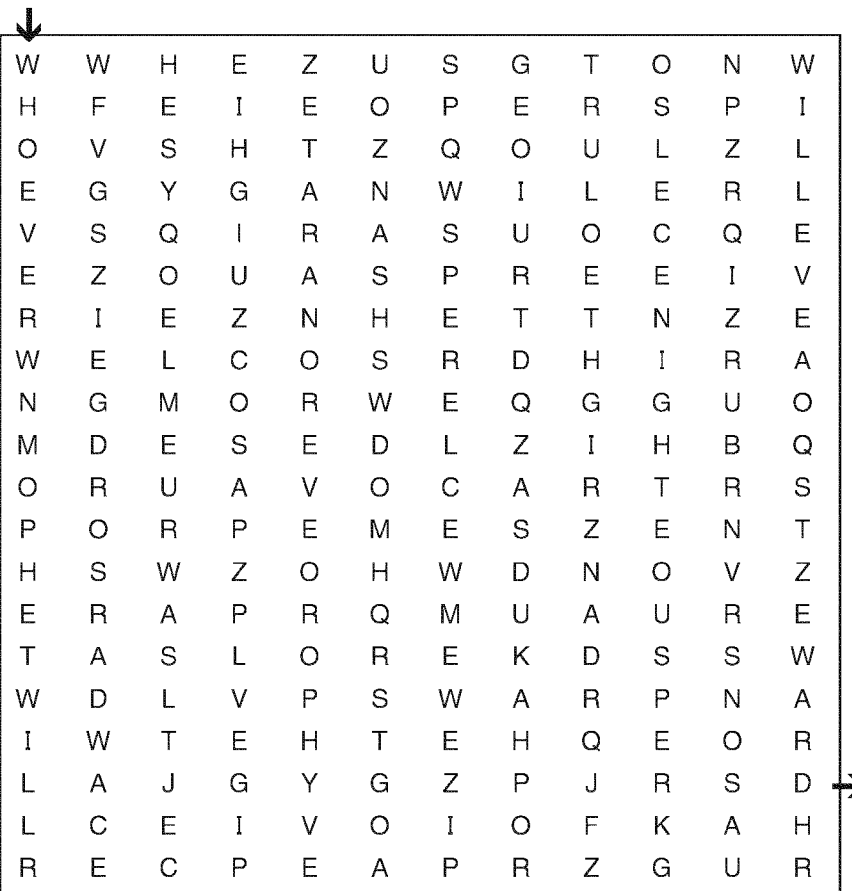 W W H E Z U S G T O N W
H F E I E O P E R S P I
O V S H T Z Q O U L Z L
E G Y G A N W I L E R L
V S Q I R A S U O C Q E
E Z O U A S P R E E I V
R I E Z N H E T T N Z E
W E L C O S R D H I R A
N G M O R W E Q G G U O
M D E S E D L Z I H B Q
O R U A V O C A R T R S
P O R P E M E S Z E N T
H S W Z O H W D N O V Z
E R A P R Q M U A U R E
T A S L O R E K D S S W
W D L V P S W A R P N A
I W T E H T E H Q E O R
L A J G Y G Z P J R S D
L C E I V O I O F K A H
R E C P E A P R Z G U R